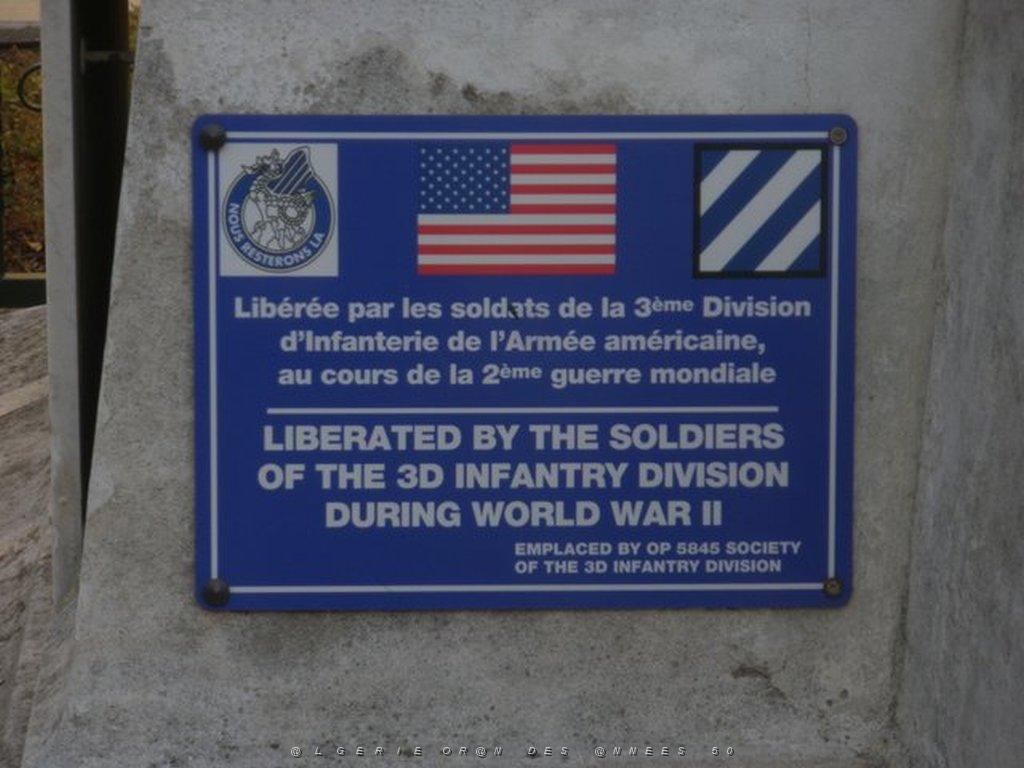 NOUS RESTERONS LA
Libérée par les soldats de la 3ème Division
d'Infanterie de l'Armée américaine,
au cours de la 2ème guerre mondiale
LIBERATED BY THE SOLDIERS
OF THE 3D INFANTRY DIVISION
DURING WORLD WAR II
EMPLACED BY OP 5845 SOCIETY
OF THE 3D INFANTRY DIVISION
@LGERIE OR@N DES @NNEES 50